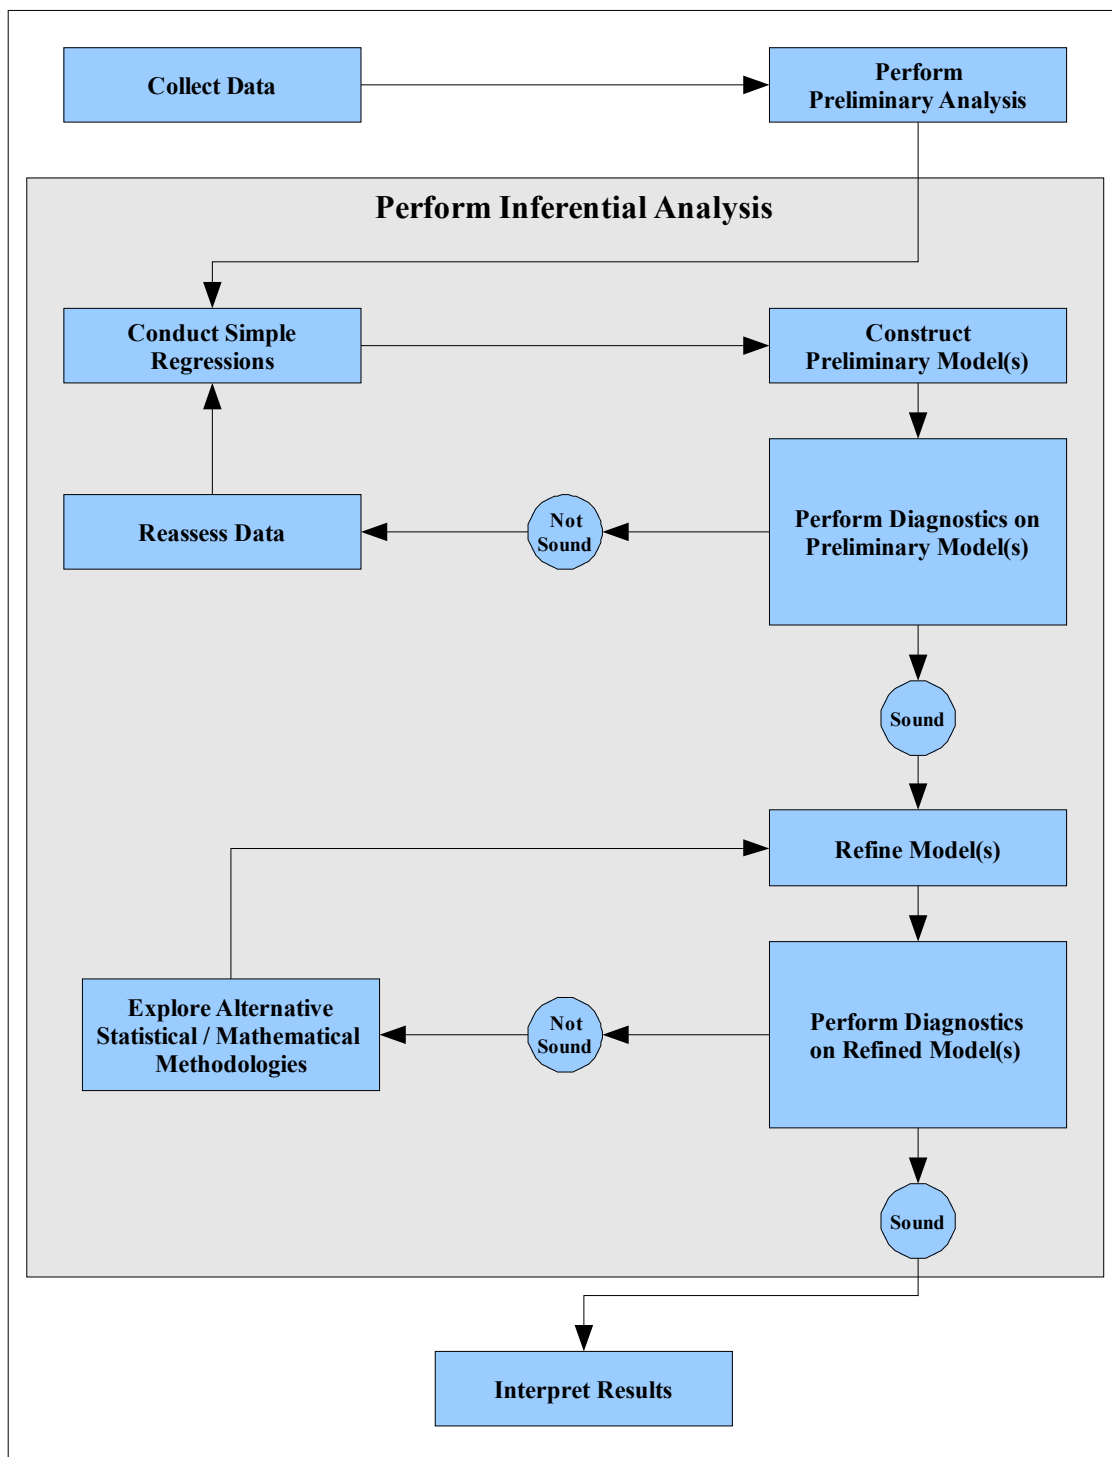 Collect Data
Perform
Preliminary Analysis
Perform Inferential Analysis
Conduct Simple
Regressions
Construct
Preliminary Model(s)
Reassess Data
Not
Sound
Perform Diagnostics on
Preliminary Model(s)
Sound
Refine Model(s)
Explore Alternative
Statistical / Mathematical
Methodologies
Not
Sound
Perform Diagnostics
on Refined Model(s)
Sound
Interpret Results